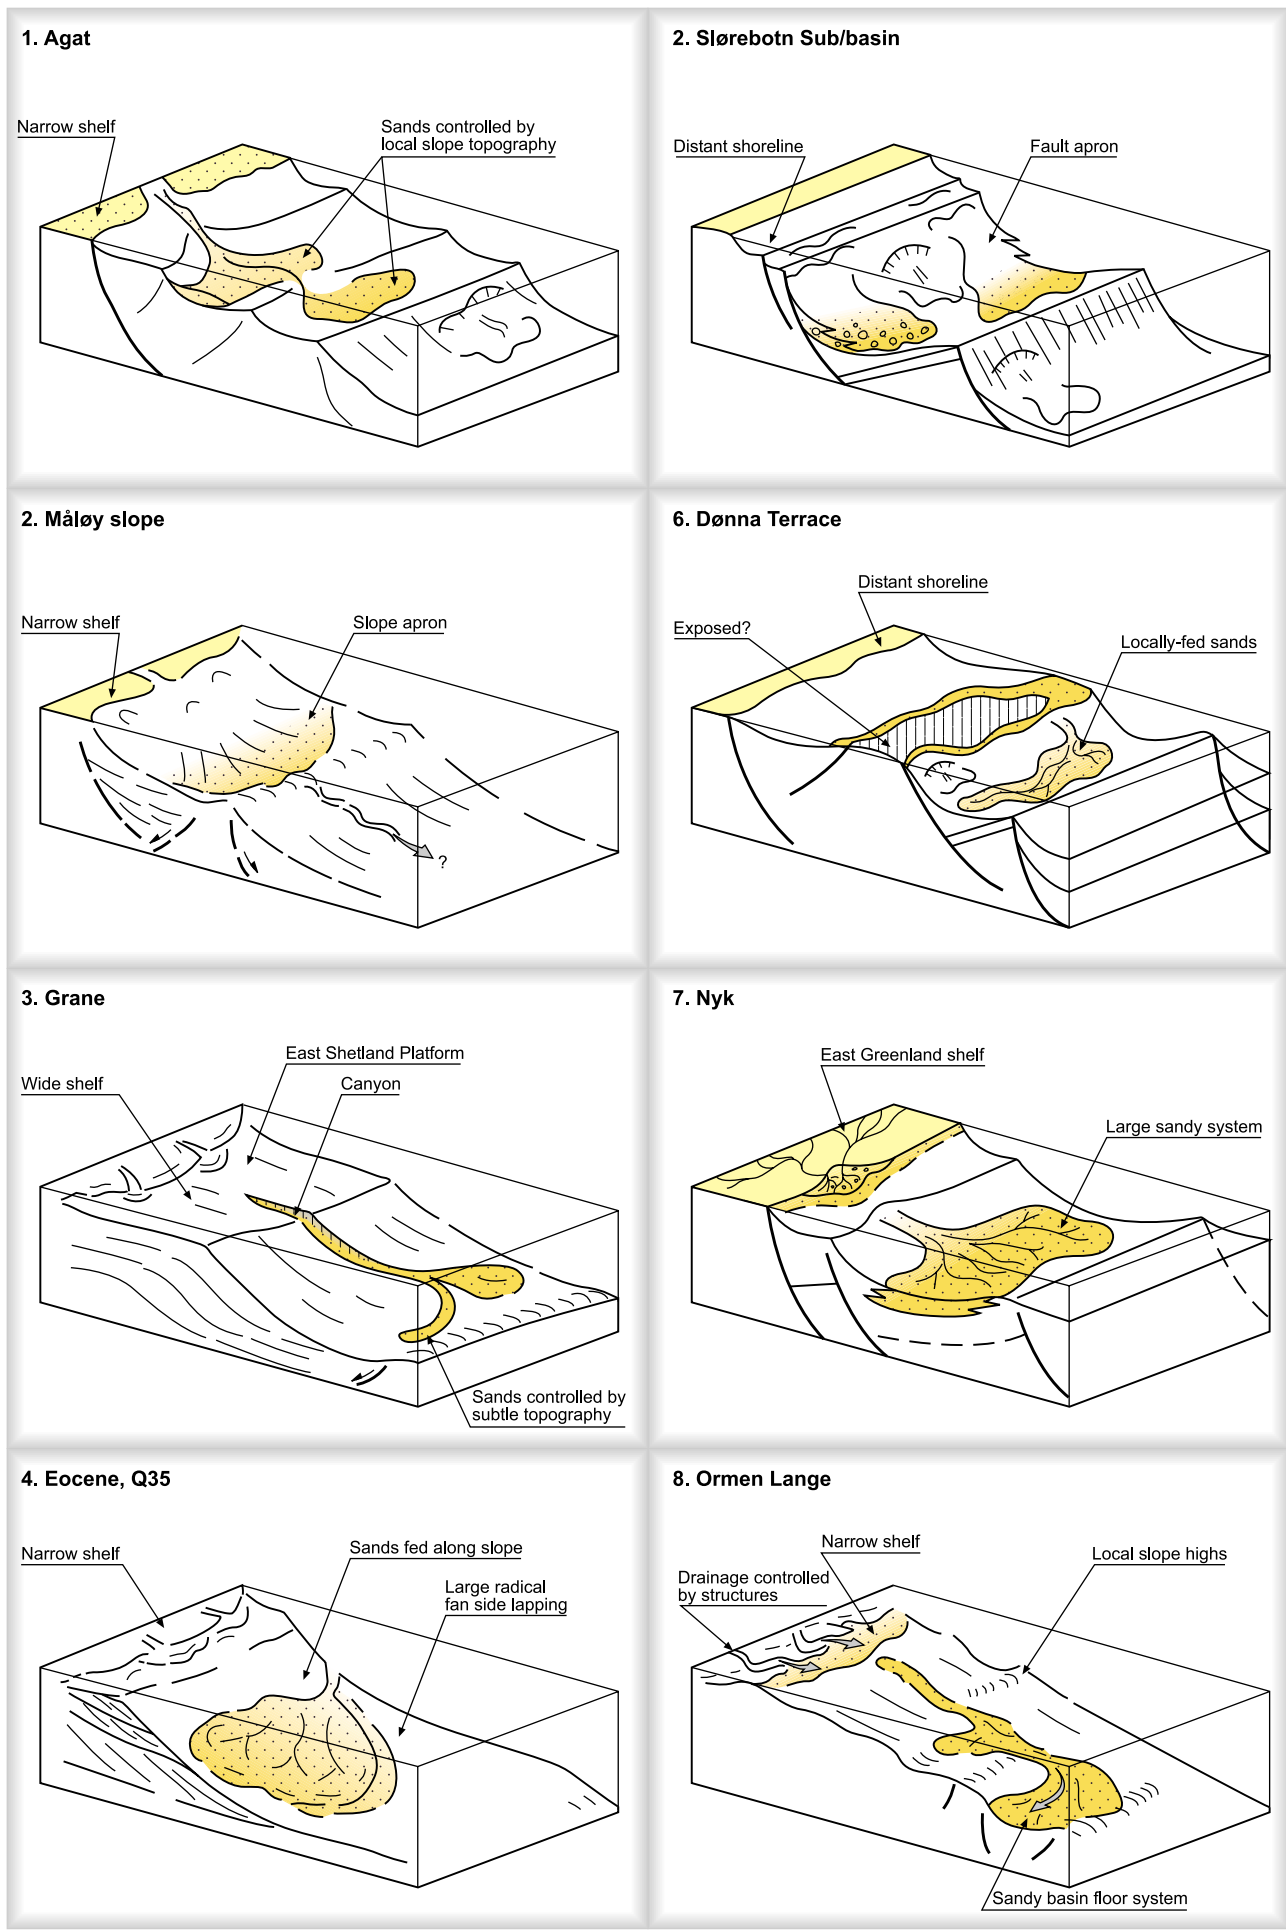 1. Agat
Narrow shelf
Sands controlled by
local slope topography
2. Slørebotn Sub/basin
Distant shoreline
Fault apron
2. Måløy slope
Narrow shelf
Slope apron
?
6. Dønna Terrace
Distant shoreline
Exposed?
Locally-fed sands
3. Grane
East Shetland Platform
Wide shelf
Canyon
Sands controlled by
subtle topography
7. Nyk
East Greenland shelf
Large sandy system
4. Eocene, Q35
Narrow shelf
Sands fed along slope
Large radical
fan side lapping
8. Ormen Lange
Narrow shelf
Local slope highs
Drainage controlled
by structures
Sandy basin floor system